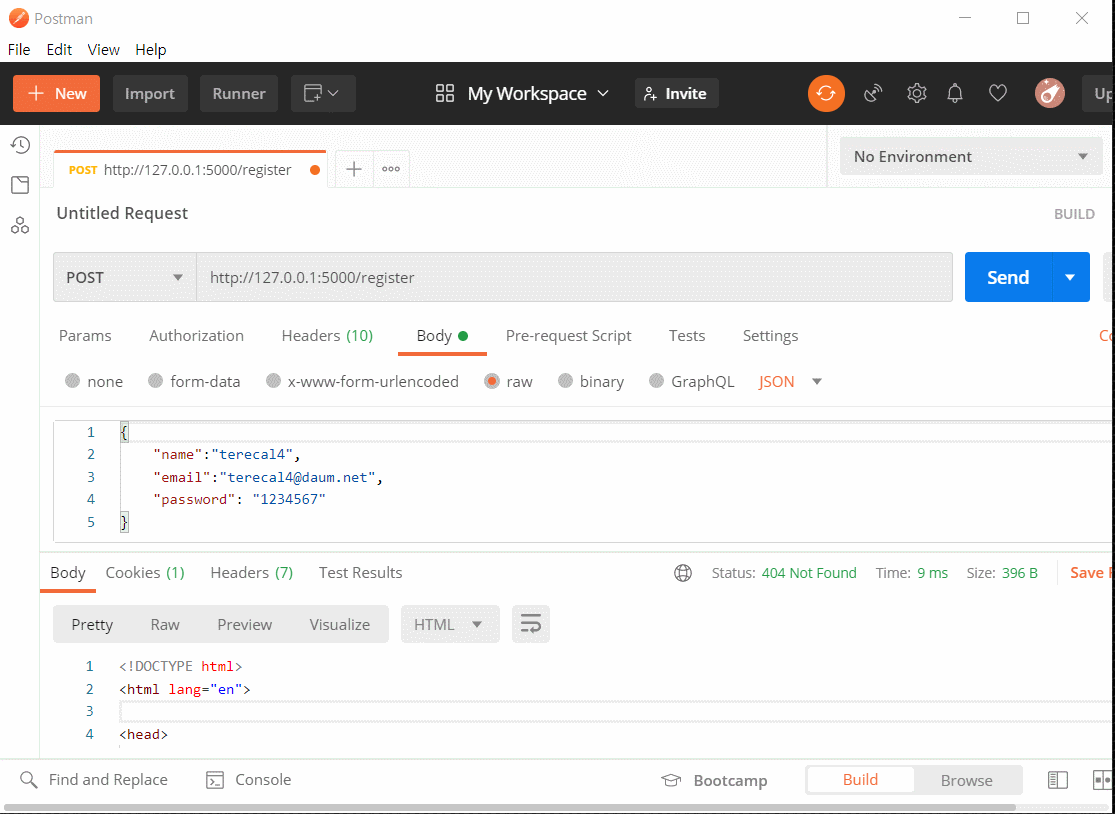 Postman
File Edit View Help
New Import Runner My Workspace Invite Up
POST http://127.0.0.1:5000/register No Environment
Untitled Request BUILD
POST http://127.0.0.1:5000/register Send
Params Authorization Headers (10) Body Pre-request Script Tests Settings Co
none form-data x-www-form-urlencoded raw binary GraphQL JSON
1 {
2 "name":"terecal4",
3 "email":"terecal4@daum.net",
4 "password": "1234567"
5 }
Body Cookies (1) Headers (7) Test Results Status: 404 Not Found Time: 9 ms Size: 396 B Save
Pretty Raw Preview Visualize HTML
1 <!DOCTYPE html>
2 <html lang="en">
3
4 <head>
Find and Replace Console Bootcamp Build Browse